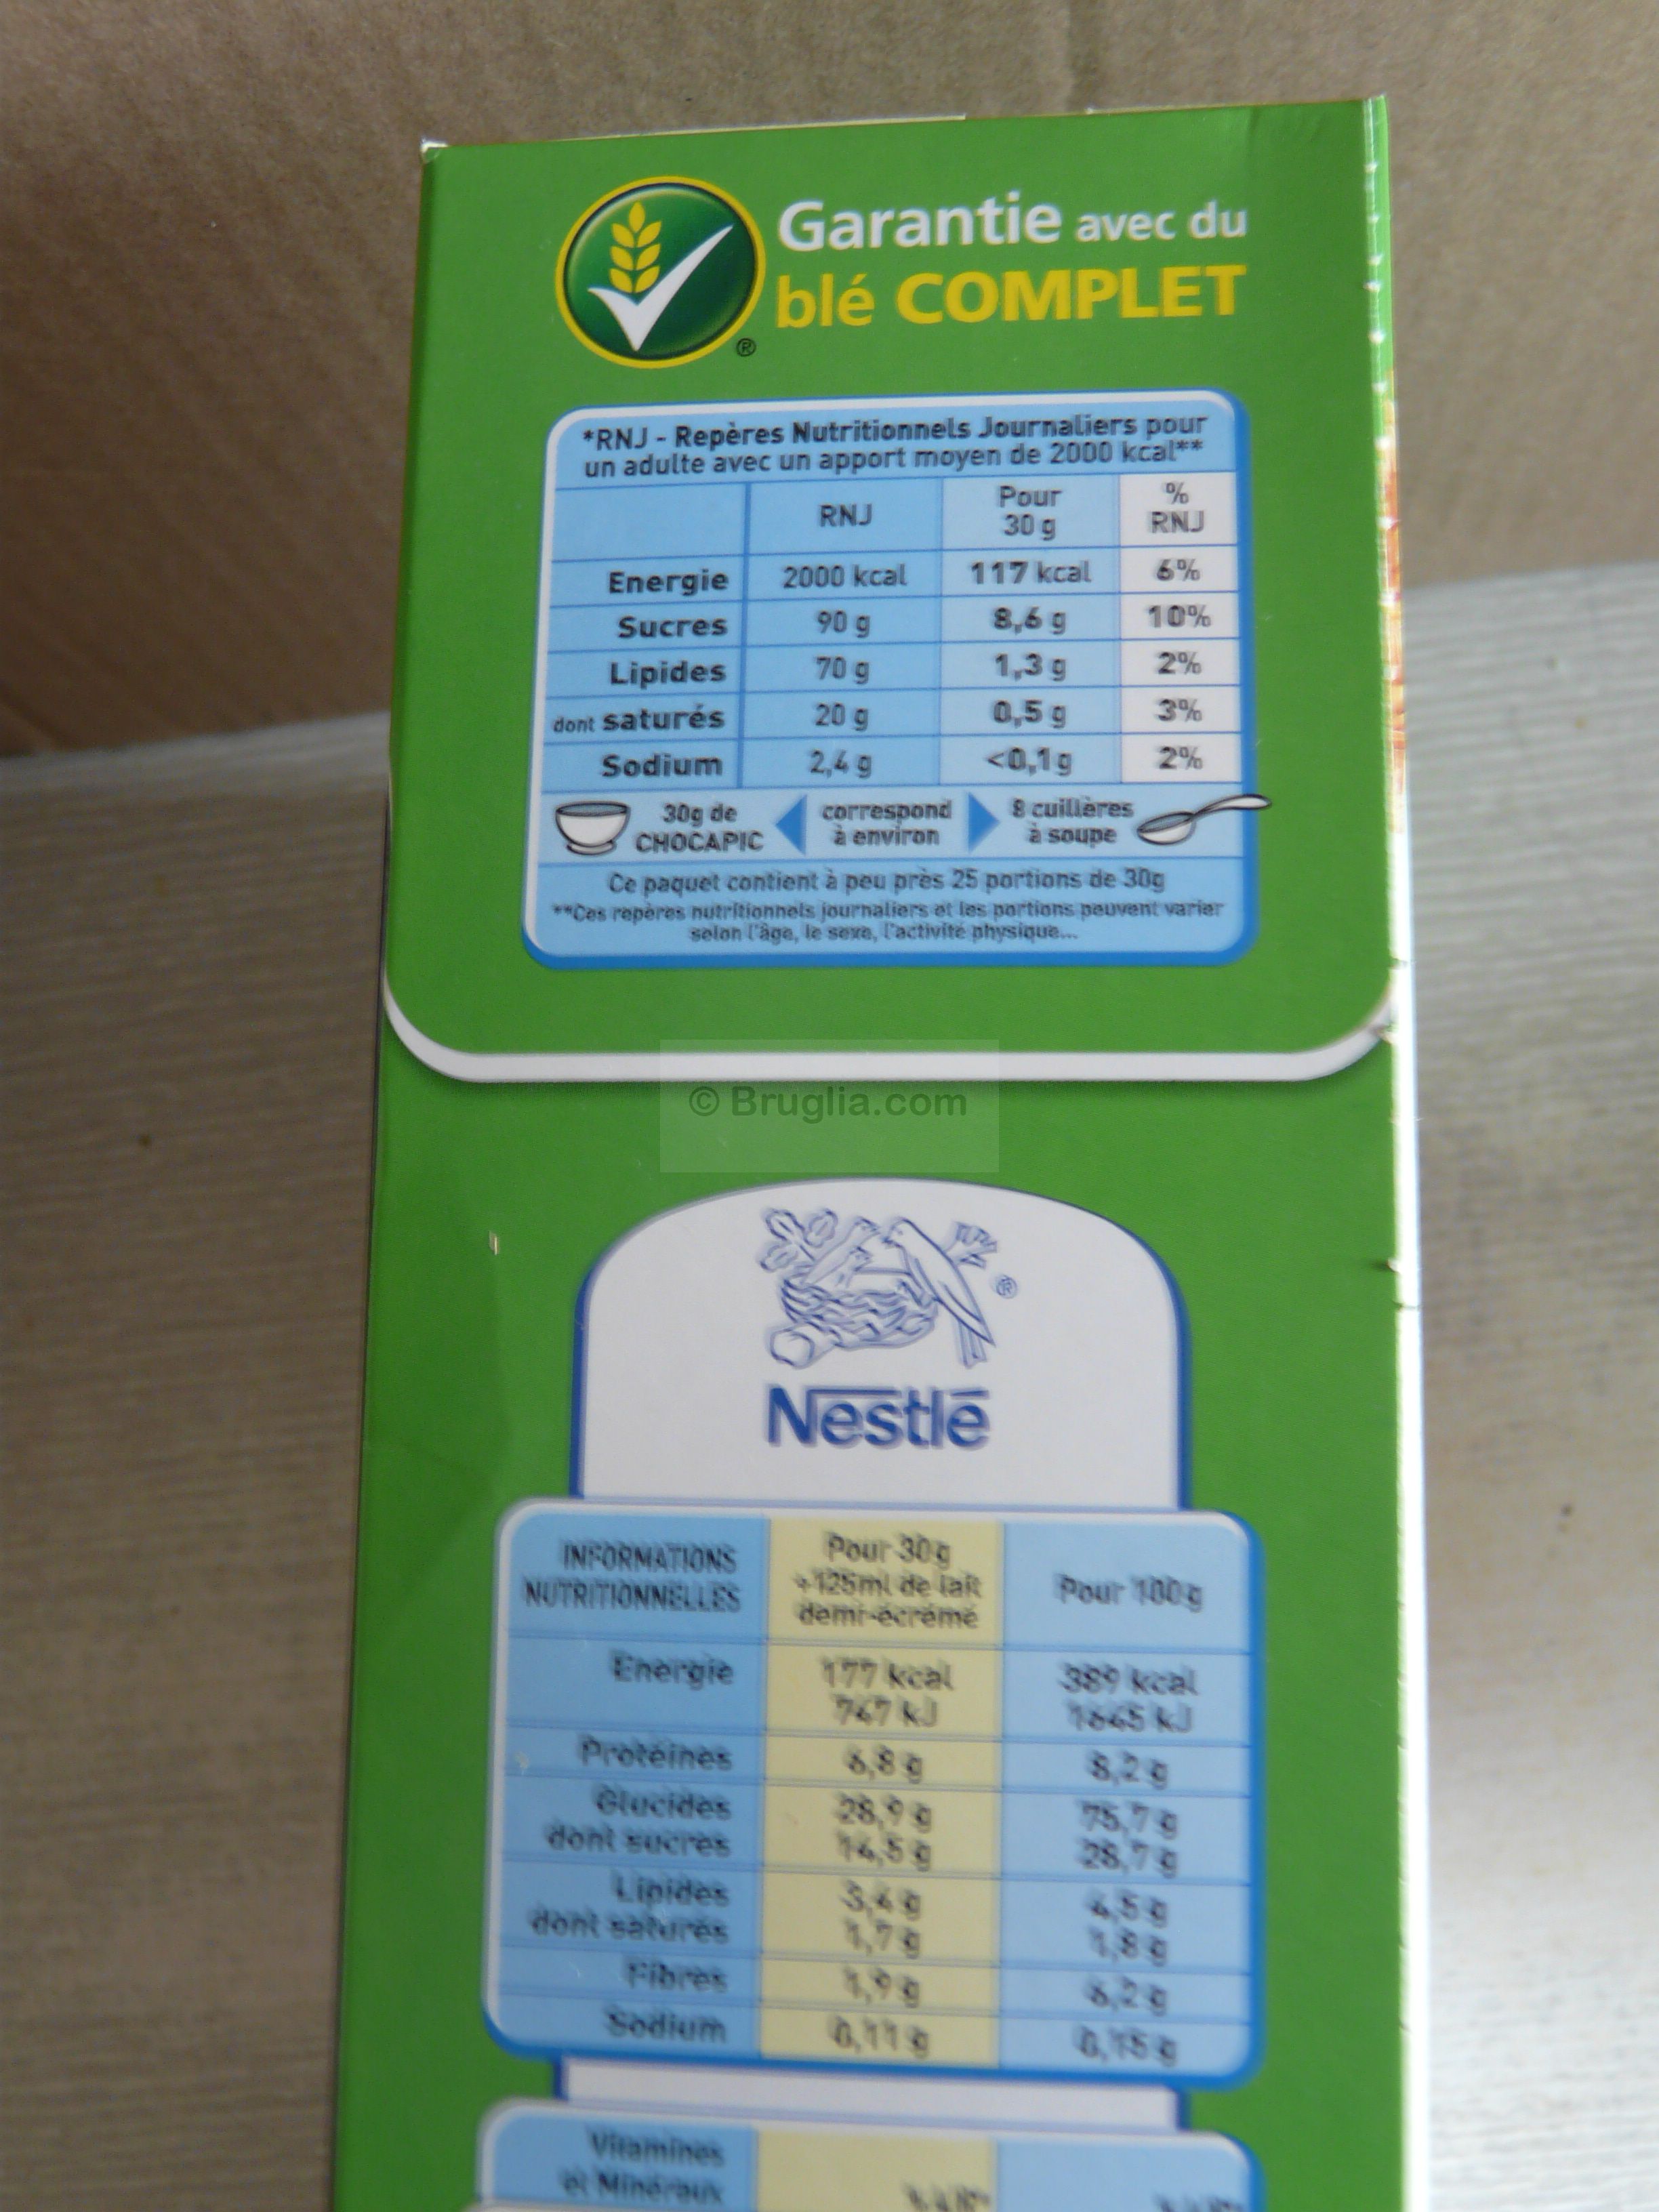 Garantie avec du
blé COMPLET
®
*RNJ - Repères Nutritionnels Journaliers pour
un adulte avec un apport moyen de 2000 kcal**
RNJ Pour 30 g % RNJ
Energie 2000 kcal 117 kcal 6%
Sucres 90 g 8,6 g 10%
Lipides 70 g 1,3 g 2%
dont saturés 20 g 0,5 g 3%
Sodium 2,4 g <0,1 g 2%
30g de correspond 8 cuillères
CHOCAPIC à environ à soupe
Ce paquet contient à peu près 25 portions de 30g
**Ces repères nutritionnels journaliers et les portions peuvent varier
selon l'âge, le sexe, l'activité physique...
© Bruglia.com
®
Nestlé
INFORMATIONS NUTRITIONNELLES Pour 30g +125ml de lait demi-écrémé Pour 100g
Energie 177 kcal 389 kcal
747 kJ 1645 kJ
Protéines 6,8 g 8,2 g
Glucides 28,9 g 75,7 g
dont sucres 14,5 g 28,7 g
Lipides 3,4 g 4,5 g
dont saturés 1,7 g 1,8 g
Fibres 1,9 g 6,2 g
Sodium 0,11 g 0,15 g
Vitamines
et Minéraux